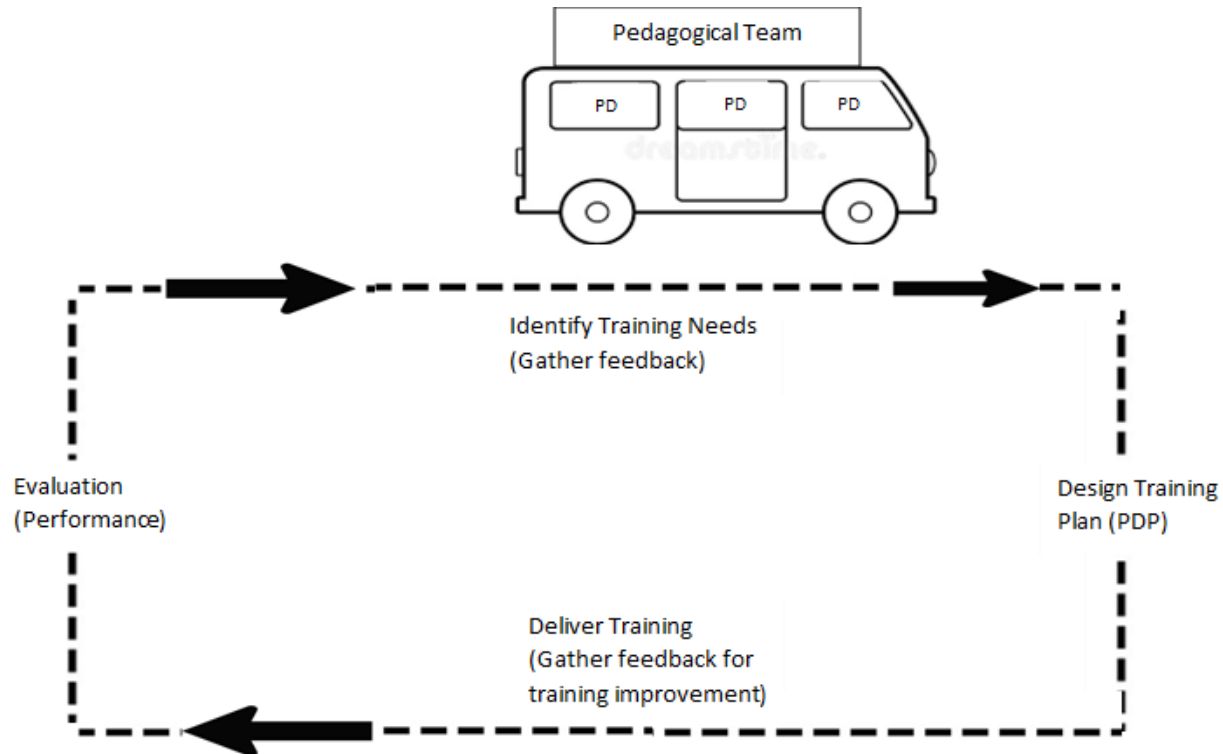 Pedagogical Team
PD
PD
PD
dreamstime.
Identify Training Needs
(Gather feedback)
Evaluation
(Performance)
Design Training
Plan (PDP)
Deliver Training
(Gather feedback for
training improvement)